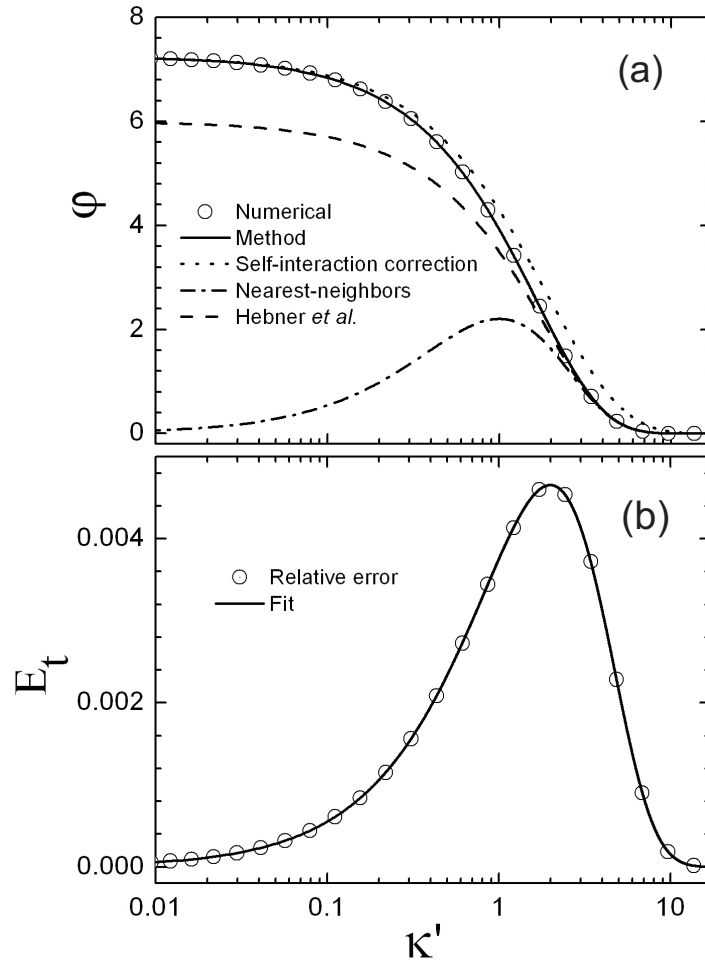 8
(a)
6
φ
4
Numerical
Method
Self-interaction correction
Nearest-neighbors
Hebner et al.
2
0
(b)
0.004
Relative error
Fit
E_t
0.002
0.000
0.01 0.1 1 10
κ'